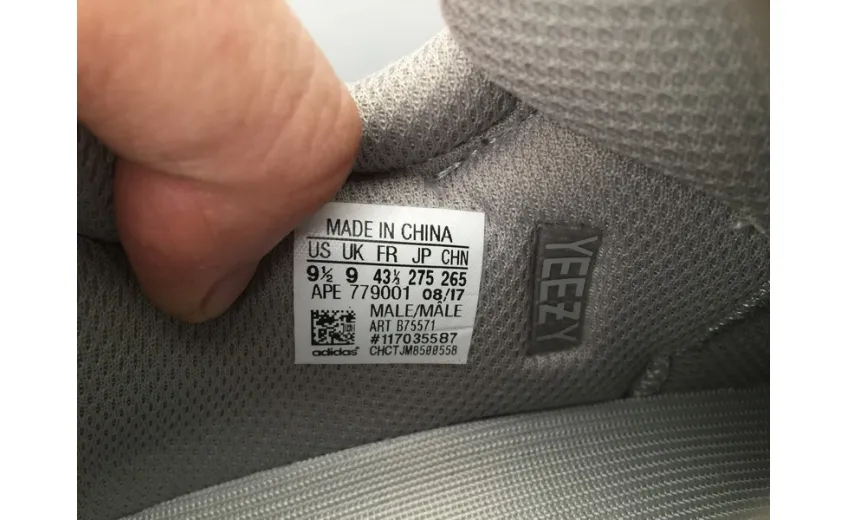 MADE IN CHINA
US UK FR JP CHN
9½ 9 43⅓ 275 265
APE 779001 08/17
MALE/MÂLE
ART B75571
#117035587
adidas CHCTJM8500558
YEEZY